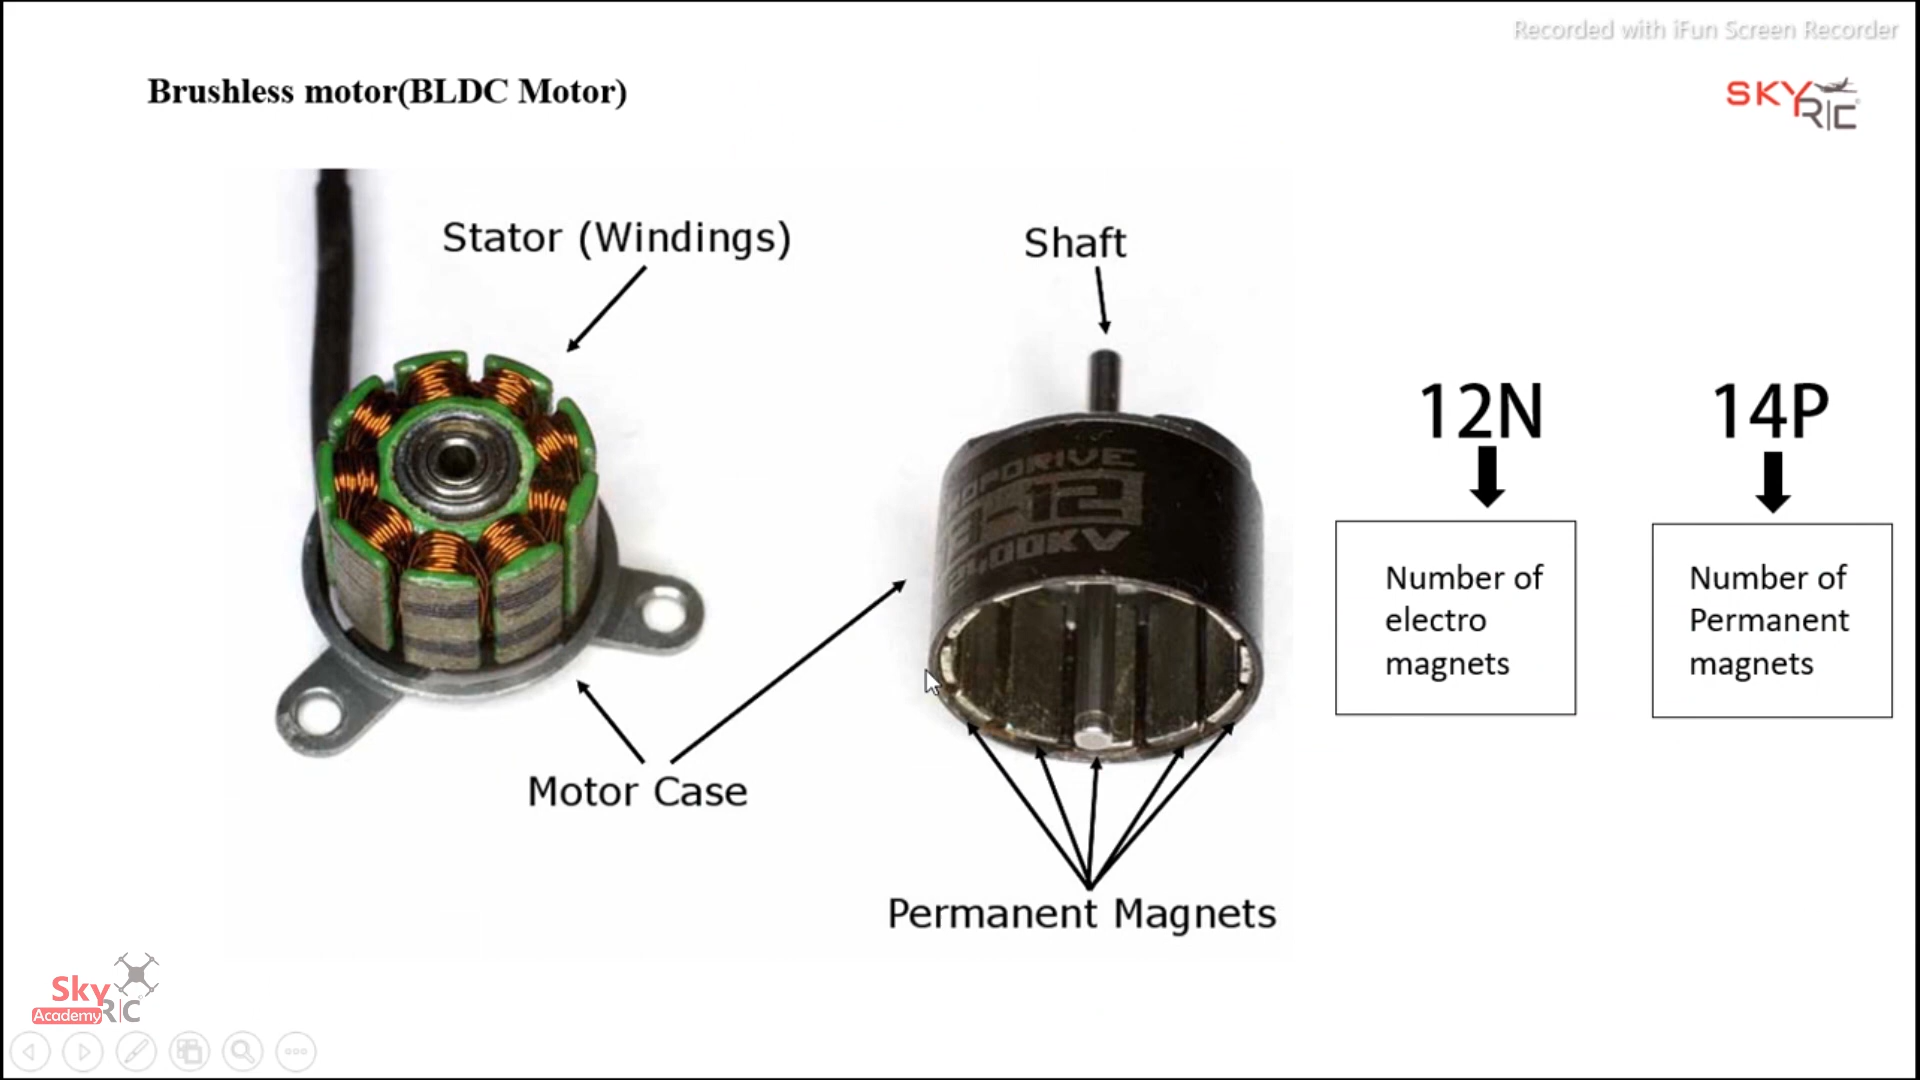 Recorded with iFun Screen Recorder
Brushless motor(BLDC Motor)
SKY
RC
Stator (Windings)
Shaft
12N
14P
2400KV
Number of
electro
magnets
Number of
Permanent
magnets
Motor Case
Permanent Magnets
Sky
Academy RC